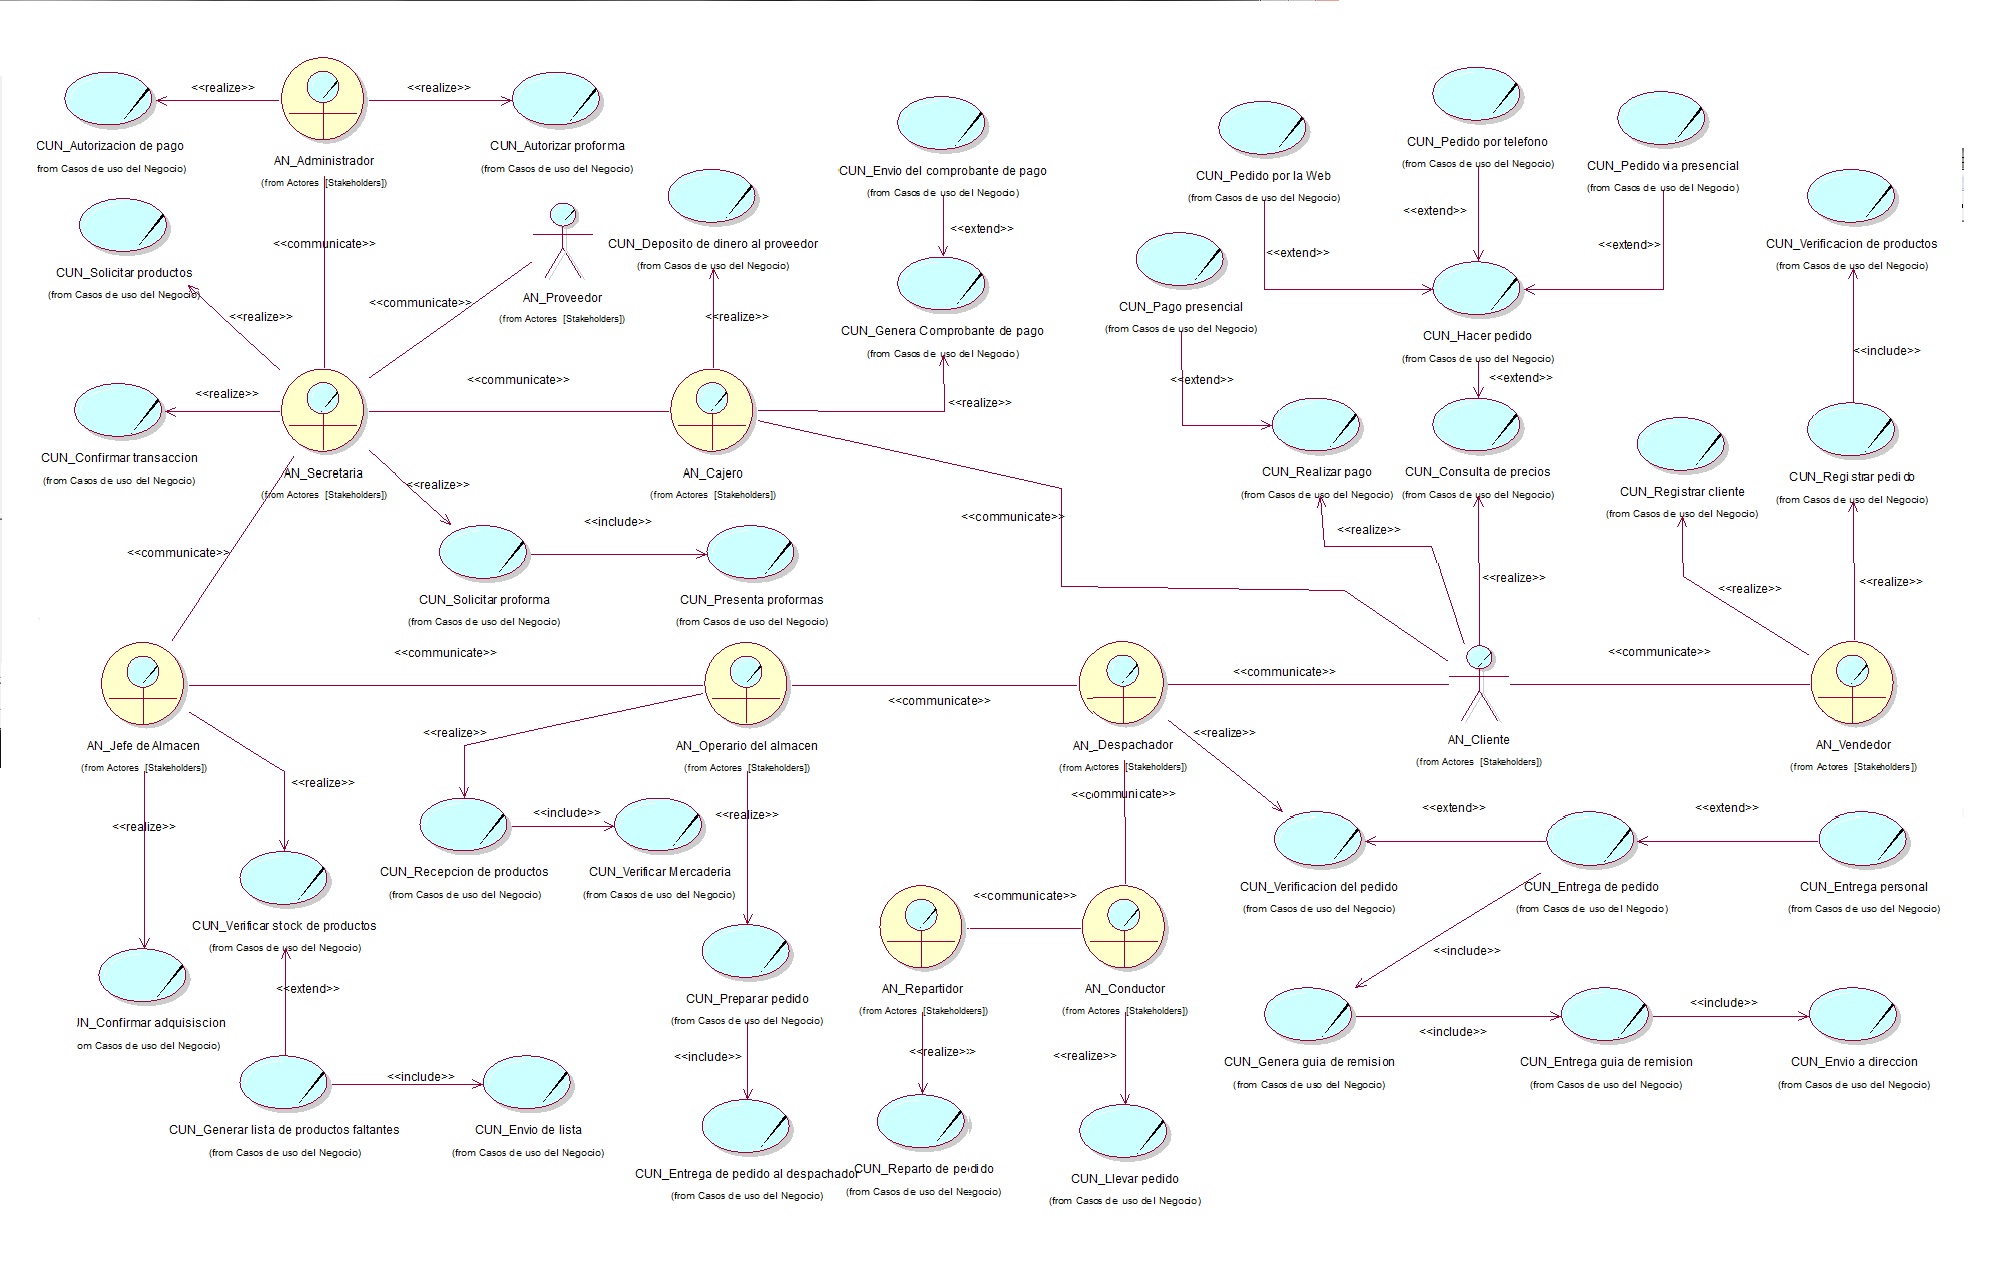 <<realize>>
<<realize>>
CUN_Autorizacion de pago
(from Casos de uso del Negocio)
AN_Administrador
(from Actores [Stakeholders])
CUN_Autorizar proforma
(from Casos de uso del Negocio)
CUN_Envio del comprobante de pago
(from Casos de uso del Negocio)
CUN_Pedido por la Web
(from Casos de uso del Negocio)
CUN_Pedido por telefono
(from Casos de uso del Negocio)
CUN_Pedido via presencial
(from Casos de uso del Negocio)
<<extend>>
<<extend>>
<<extend>>
<<extend>>
<<communicate>>
CUN_Solicitar productos
(from Casos de uso del Negocio)
<<realize>>
<<communicate>>
AN_Proveedor
(from Actores [Stakeholders])
CUN_Deposito de dinero al proveedor
(from Casos de uso del Negocio)
<<realize>>
CUN_Genera Comprobante de pago
(from Casos de uso del Negocio)
CUN_Pago presencial
(from Casos de uso del Negocio)
CUN_Hacer pedido
(from Casos de uso del Negocio)
CUN_Verificacion de productos
(from Casos de uso del Negocio)
<<include>>
<<realize>>
<<communicate>>
<<realize>>
<<extend>>
<<extend>>
CUN_Confirmar transaccion
(from Casos de uso del Negocio)
AN_Secretaria
(from Actores [Stakeholders])
<<realize>>
AN_Cajero
(from Actores [Stakeholders])
CUN_Realizar pago
(from Casos de uso del Negocio)
CUN_Consulta de precios
(from Casos de uso del Negocio)
CUN_Registrar cliente
(from Casos de uso del Negocio)
CUN_Registrar pedido
(from Casos de uso del Negocio)
<<communicate>>
<<include>>
<<communicate>>
<<realize>>
<<realize>>
<<realize>>
<<realize>>
CUN_Solicitar proforma
(from Casos de uso del Negocio)
CUN_Presenta proformas
(from Casos de uso del Negocio)
<<communicate>>
<<communicate>>
<<communicate>>
<<communicate>>
AN_Jefe de Almacen
(from Actores [Stakeholders])
<<realize>>
AN_Operario del almacen
(from Actores [Stakeholders])
AN_Despachador
(from Actores [Stakeholders])
<<realize>>
AN_Cliente
(from Actores [Stakeholders])
AN_Vendedor
(from Actores [Stakeholders])
<<realize>>
<<realize>>
<<include>>
<<realize>>
<<communicate>>
<<extend>>
<<extend>>
CUN_Recepcion de productos
(from Casos de uso del Negocio)
CUN_Verificar Mercaderia
(from Casos de uso del Negocio)
CUN_Verificacion del pedido
(from Casos de uso del Negocio)
CUN_Entrega de pedido
(from Casos de uso del Negocio)
CUN_Entrega personal
(from Casos de uso del Negocio)
CUN_Verificar stock de productos
(from Casos de uso del Negocio)
<<communicate>>
<<include>>
<<extend>>
JN_Confirmar adquisiscion
om Casos de uso del Negocio)
CUN_Preparar pedido
(from Casos de uso del Negocio)
AN_Repartidor
(from Actores [Stakeholders])
AN_Conductor
(from Actores [Stakeholders])
<<include>>
<<include>>
<<include>>
<<realize>>
<<realize>>
CUN_Genera guia de remision
(from Casos de uso del Negocio)
CUN_Entrega guia de remision
(from Casos de uso del Negocio)
CUN_Envio a direccion
(from Casos de uso del Negocio)
<<include>>
CUN_Generar lista de productos faltantes
(from Casos de uso del Negocio)
CUN_Envio de lista
(from Casos de uso del Negocio)
CUN_Entrega de pedido al despachador
(from Casos de uso del Negocio)
CUN_Reparto de pedido
(from Casos de uso del Negocio)
CUN_Llevar pedido
(from Casos de uso del Negocio)